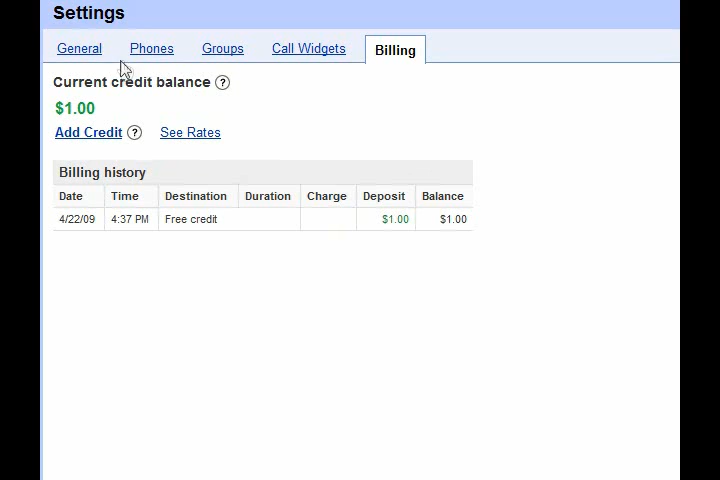 Settings
General Phones Groups Call Widgets Billing
Current credit balance ?
$1.00
Add Credit ? See Rates
Billing history
Date Time Destination Duration Charge Deposit Balance
4/22/09 4:37 PM Free credit $1.00 $1.00